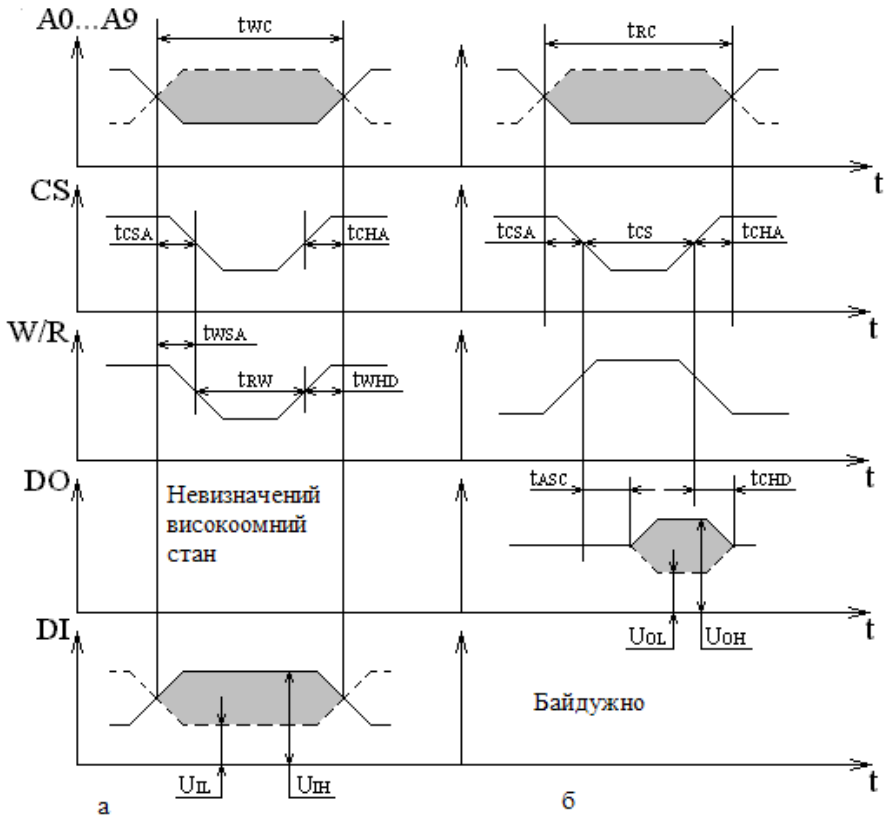 A0...A9
tWC
tRC
t
CS
tCSA
tCHA
tCSA
tCS
tCHA
t
W/R
tWSA
tRW
tWHD
t
DO
Невизначений
високоомний
стан
tASC
tCHD
t
UOL
UOH
DI
Байдужно
t
UIL
UIH
а
б